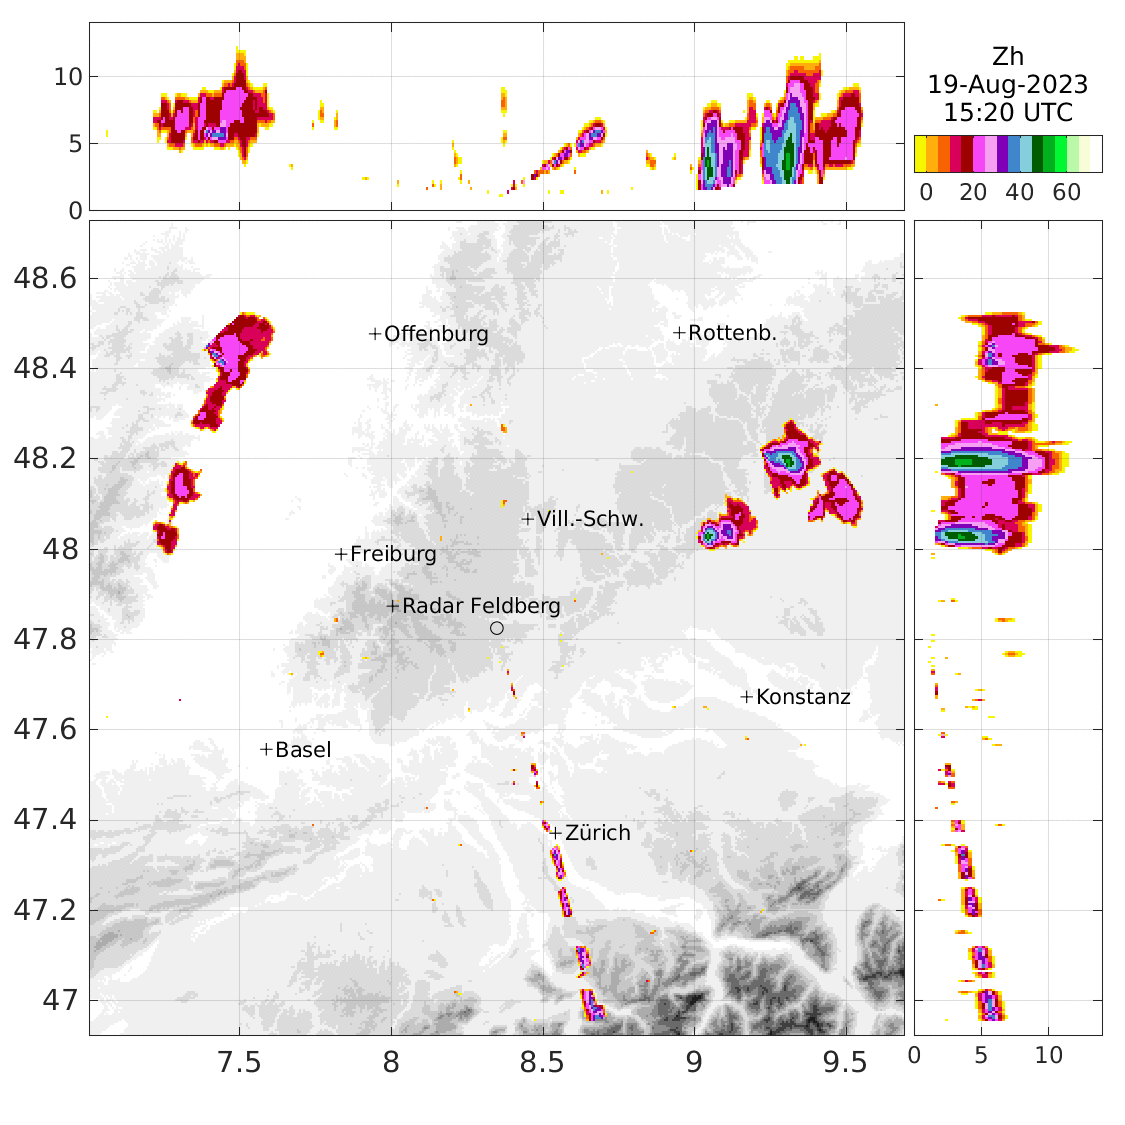 10
5
0
Zh
19-Aug-2023
15:20 UTC
0 20 40 60
48.6
48.4
48.2
48
47.8
47.6
47.4
47.2
47
+Offenburg
+Rottenb.
+Vill.-Schw.
+Freiburg
+Radar Feldberg
+Konstanz
+Basel
+Zürich
7.5 8 8.5 9 9.5
0 5 10